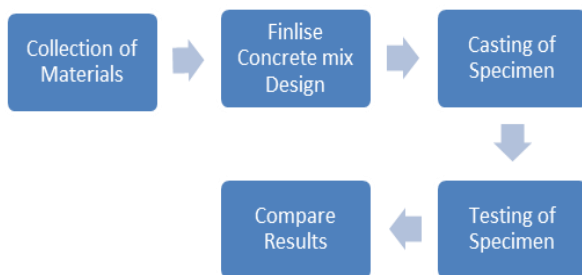 Collection of
Materials
Finlise
Concrete mix
Design
Casting of
Specimen
Testing of
Specimen
Compare
Results